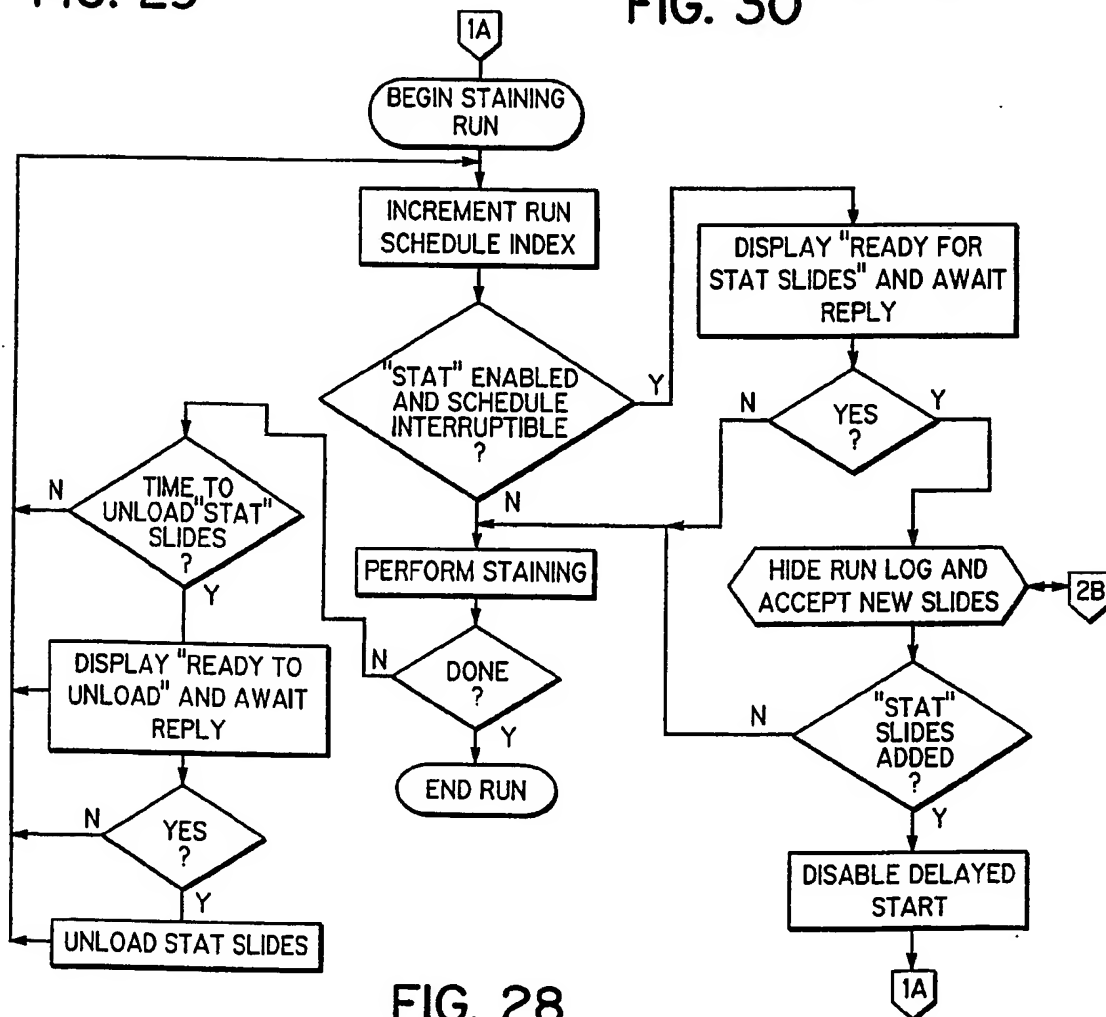 FIG. 29
FIG. 30
1A
BEGIN STAINING
RUN
INCREMENT RUN
SCHEDULE INDEX
"STAT" ENABLED
AND SCHEDULE
INTERRUPTIBLE
?
Y
N
DISPLAY "READY FOR
STAT SLIDES" AND AWAIT
REPLY
YES
?
N
Y
HIDE RUN LOG AND
ACCEPT NEW SLIDES
2B
"STAT"
SLIDES
ADDED
?
N
Y
DISABLE DELAYED
START
1A
PERFORM STAINING
DONE
?
N
Y
END RUN
TIME TO
UNLOAD "STAT"
SLIDES
?
N
Y
DISPLAY "READY TO
UNLOAD" AND AWAIT
REPLY
YES
?
N
Y
UNLOAD STAT SLIDES
FIG. 28